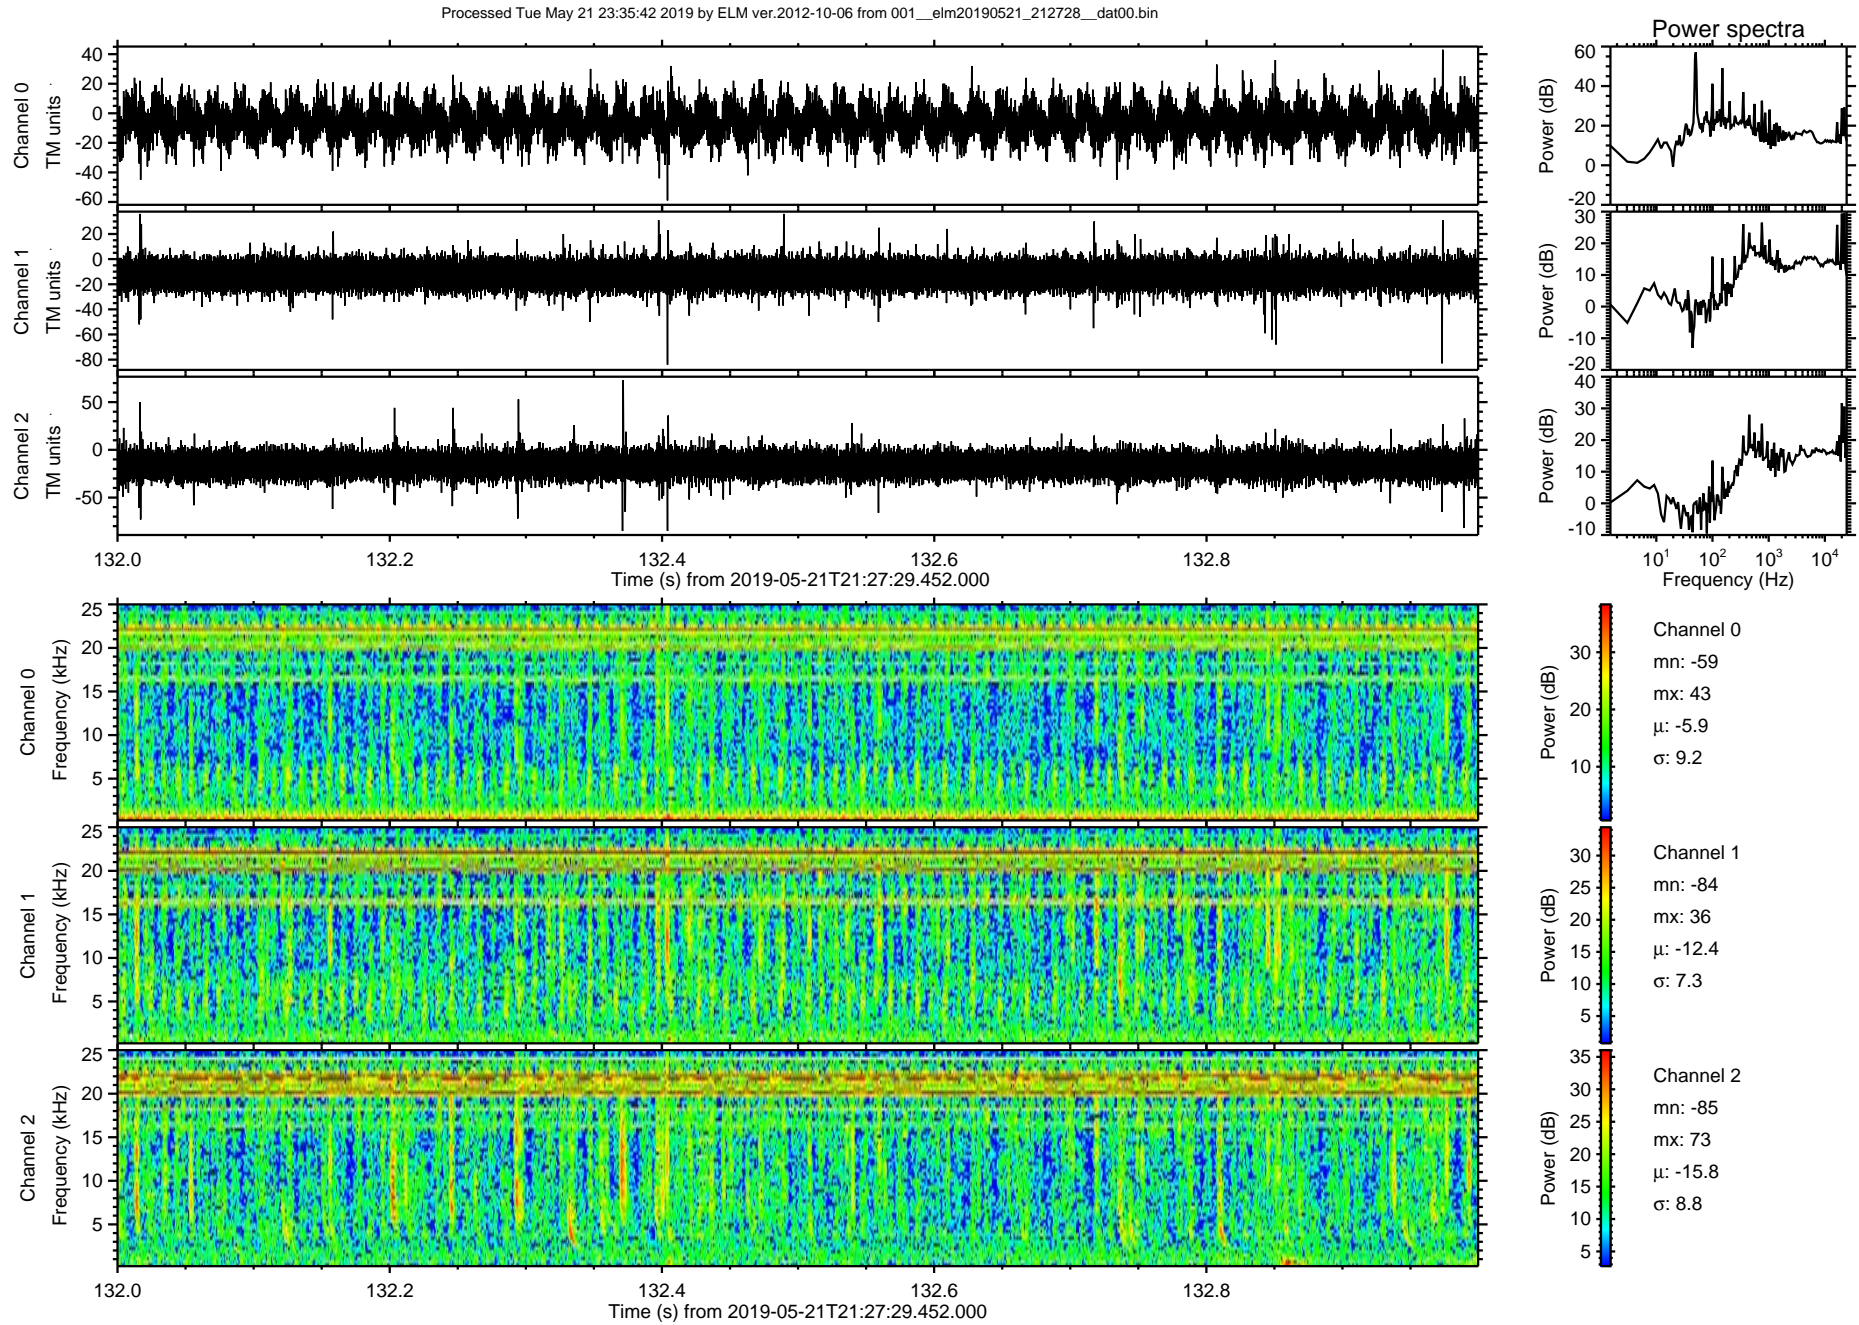 Processed Tue May 21 23:35:42 2019 by ELM ver.2012-10-06 from 001__elm20190521_212728__dat00.bin
Power spectra
Channel 0
TM units
40
20
0
-20
-40
-60
Power (dB)
60
40
20
0
-20
Channel 1
TM units
20
0
-20
-40
-60
-80
Power (dB)
30
20
10
0
-10
-20
Channel 2
TM units
50
0
-50
Power (dB)
40
30
20
10
0
-10
132.0 132.2 132.4 132.6 132.8
Time (s) from 2019-05-21T21:27:29.452.000
10¹ 10² 10³ 10⁴
Frequency (Hz)
Channel 0
Frequency (kHz)
25
20
15
10
5
Power (dB)
30
20
10
Channel 0
mn: -59
mx: 43
µ: -5.9
σ: 9.2
Channel 1
Frequency (kHz)
25
20
15
10
5
Power (dB)
30
25
20
15
10
5
Channel 1
mn: -84
mx: 36
µ: -12.4
σ: 7.3
Channel 2
Frequency (kHz)
25
20
15
10
5
Power (dB)
35
30
25
20
15
10
5
Channel 2
mn: -85
mx: 73
µ: -15.8
σ: 8.8
132.0 132.2 132.4 132.6 132.8
Time (s) from 2019-05-21T21:27:29.452.000